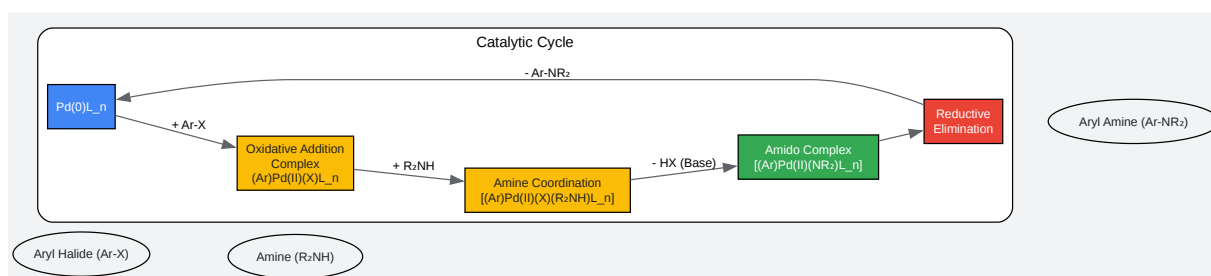 Catalytic Cycle
- Ar-NR₂
Pd(0)L_n
+ Ar-X
Oxidative Addition
Complex
(Ar)Pd(II)(X)L_n
+ R₂NH
Amine Coordination
[(Ar)Pd(II)(X)(R₂NH)L_n]
- HX (Base)
Amido Complex
[(Ar)Pd(II)(NR₂)L_n]
Reductive
Elimination
Aryl Amine (Ar-NR₂)
Aryl Halide (Ar-X)
Amine (R₂NH)